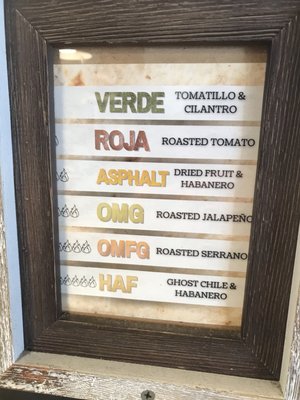 VERDE TOMATILLO &
CILANTRO
ROJA ROASTED TOMATO
ASPHALT DRIED FRUIT &
HABANERO
OMG ROASTED JALAPEÑO
OMFG ROASTED SERRANO
HAF GHOST CHILE &
HABANERO